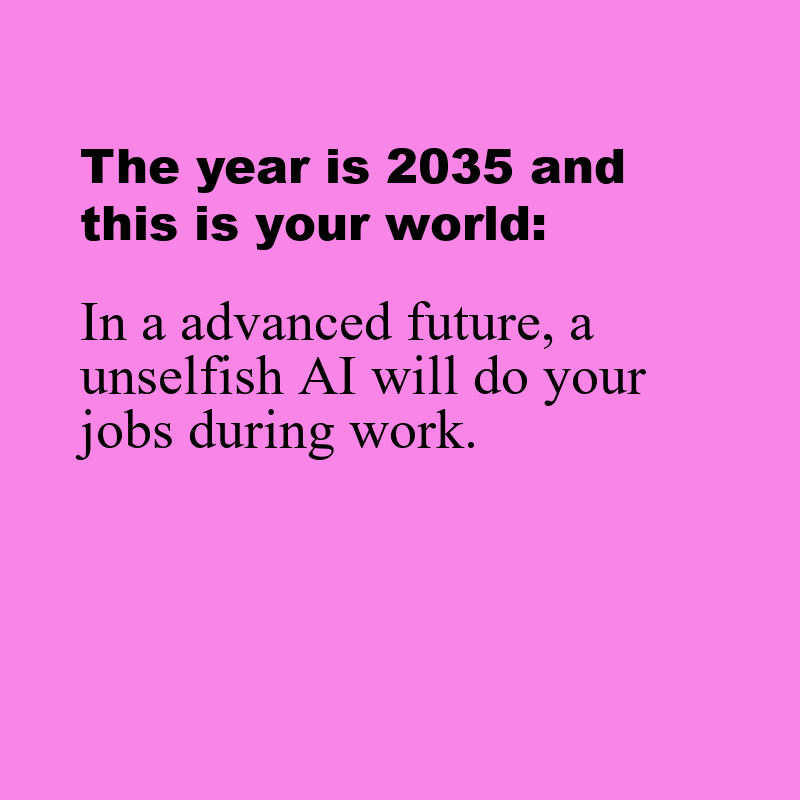 The year is 2035 and
this is your world:
In a advanced future, a
unselfish AI will do your
jobs during work.